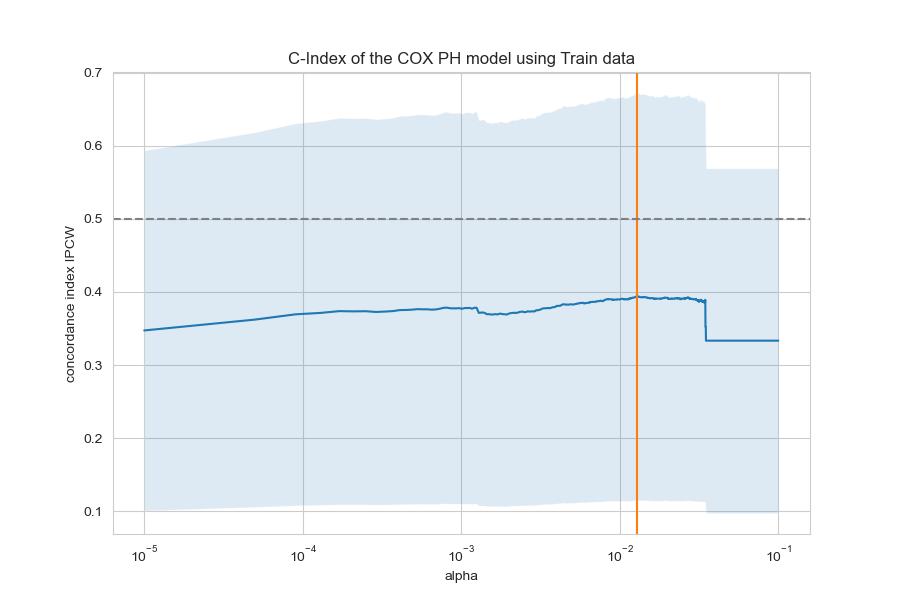 C-Index of the COX PH model using Train data
concordance index IPCW
0.7
0.6
0.5
0.4
0.3
0.2
0.1
10⁻⁵ 10⁻⁴ 10⁻³ 10⁻² 10⁻¹
alpha